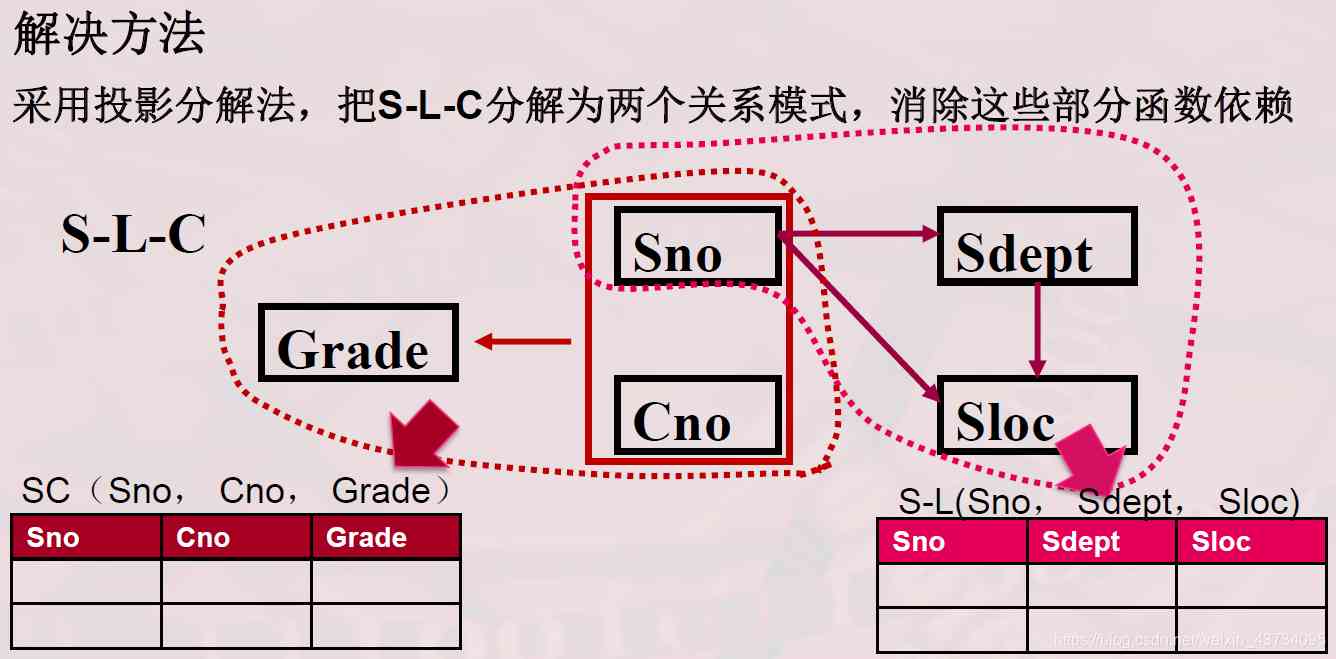 解决方法
采用投影分解法，把S-L-C分解为两个关系模式，消除这些部分函数依赖
S-L-C
Sno
Sdept
Grade
Cno
Sloc
SC（Sno， Cno， Grade）
Sno Cno Grade
S-L(Sno， Sdept， Sloc)
Sno Sdept Sloc
https://blog.csdn.net/weixin_43734095